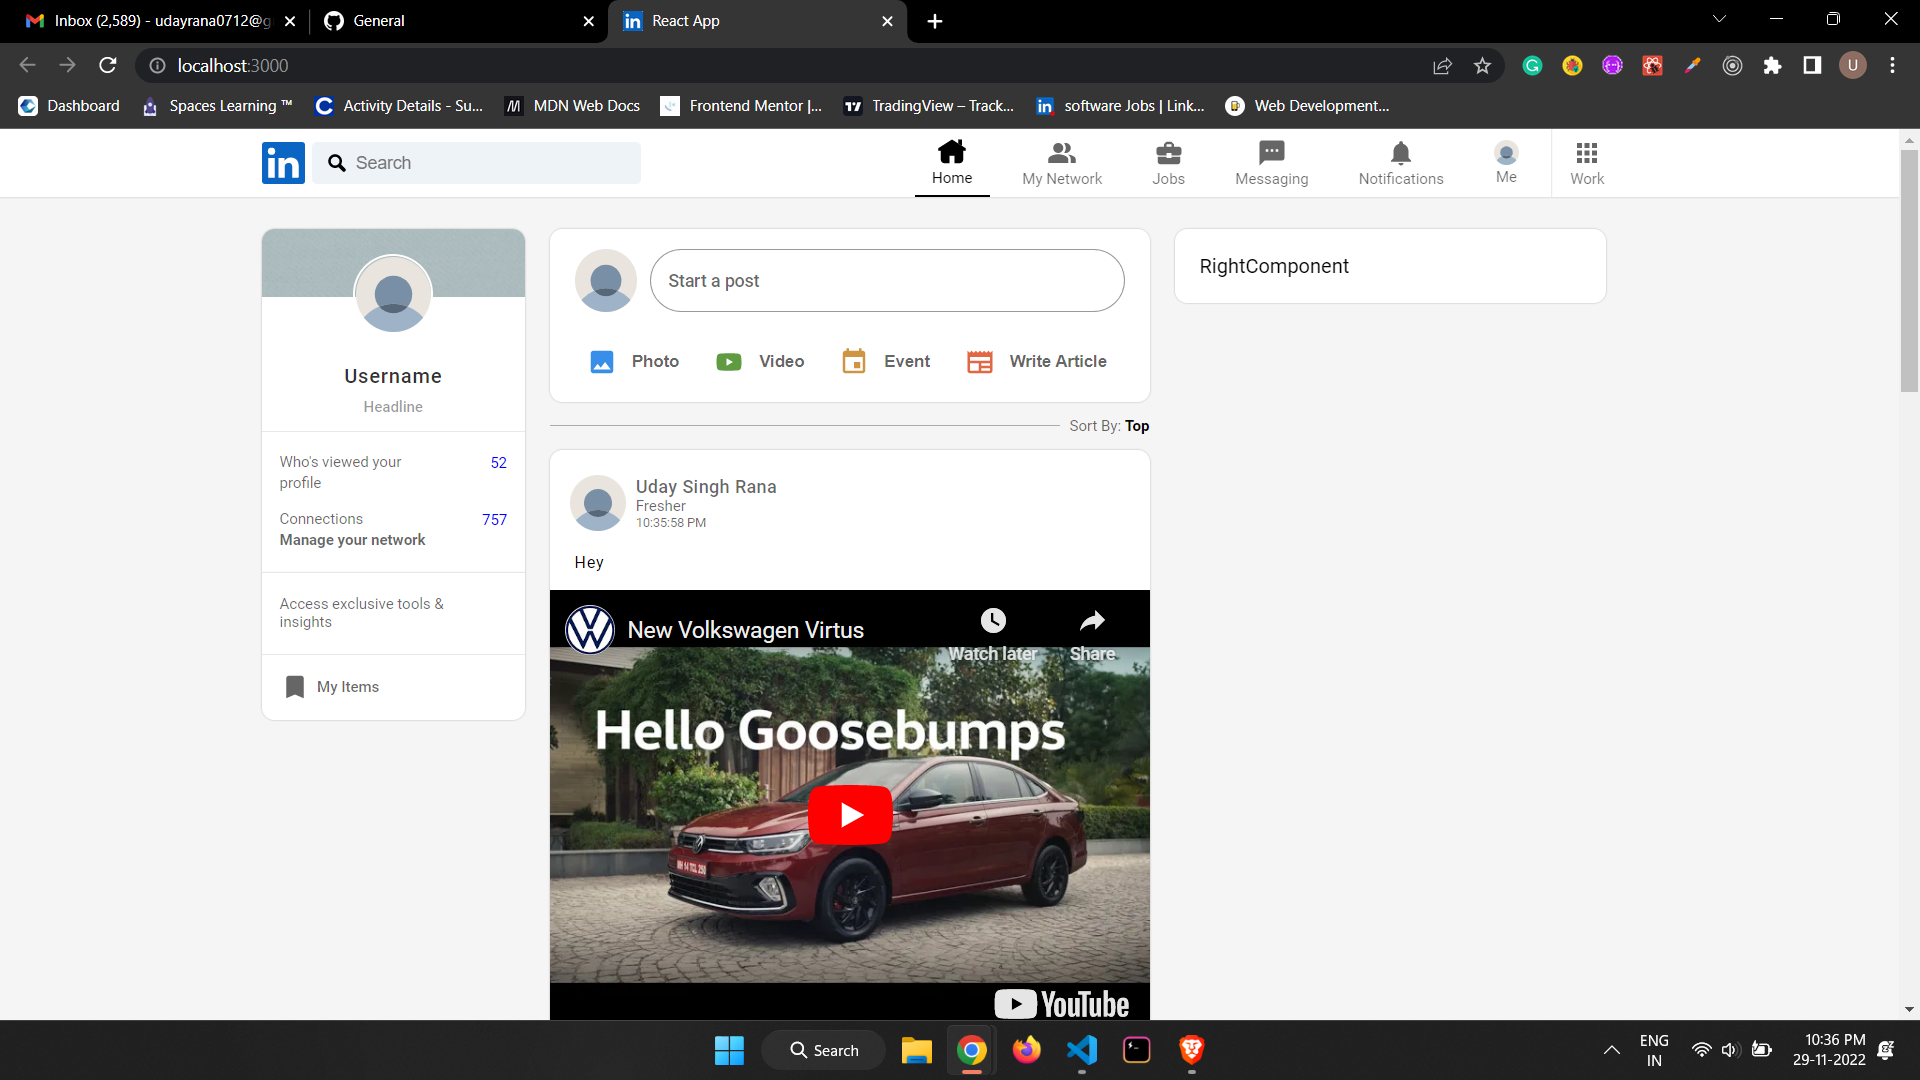 Inbox (2,589) - udayrana0712@g
General
React App
localhost:3000
U
Dashboard
Spaces Learning ™
Activity Details - Su...
MDN Web Docs
Frontend Mentor |...
TradingView – Track...
software Jobs | Link...
Web Development...
in
Search
Home
My Network
Jobs
Messaging
Notifications
Me
Work
Username
Headline
Who's viewed your
profile
52
Connections
757
Manage your network
Access exclusive tools &
insights
My Items
Start a post
Photo
Video
Event
Write Article
Sort By: Top
Uday Singh Rana
Fresher
10:35:58 PM
Hey
New Volkswagen Virtus
Watch later
Share
Hello Goosebumps
YouTube
RightComponent
Search
ENG
IN
10:36 PM
29-11-2022